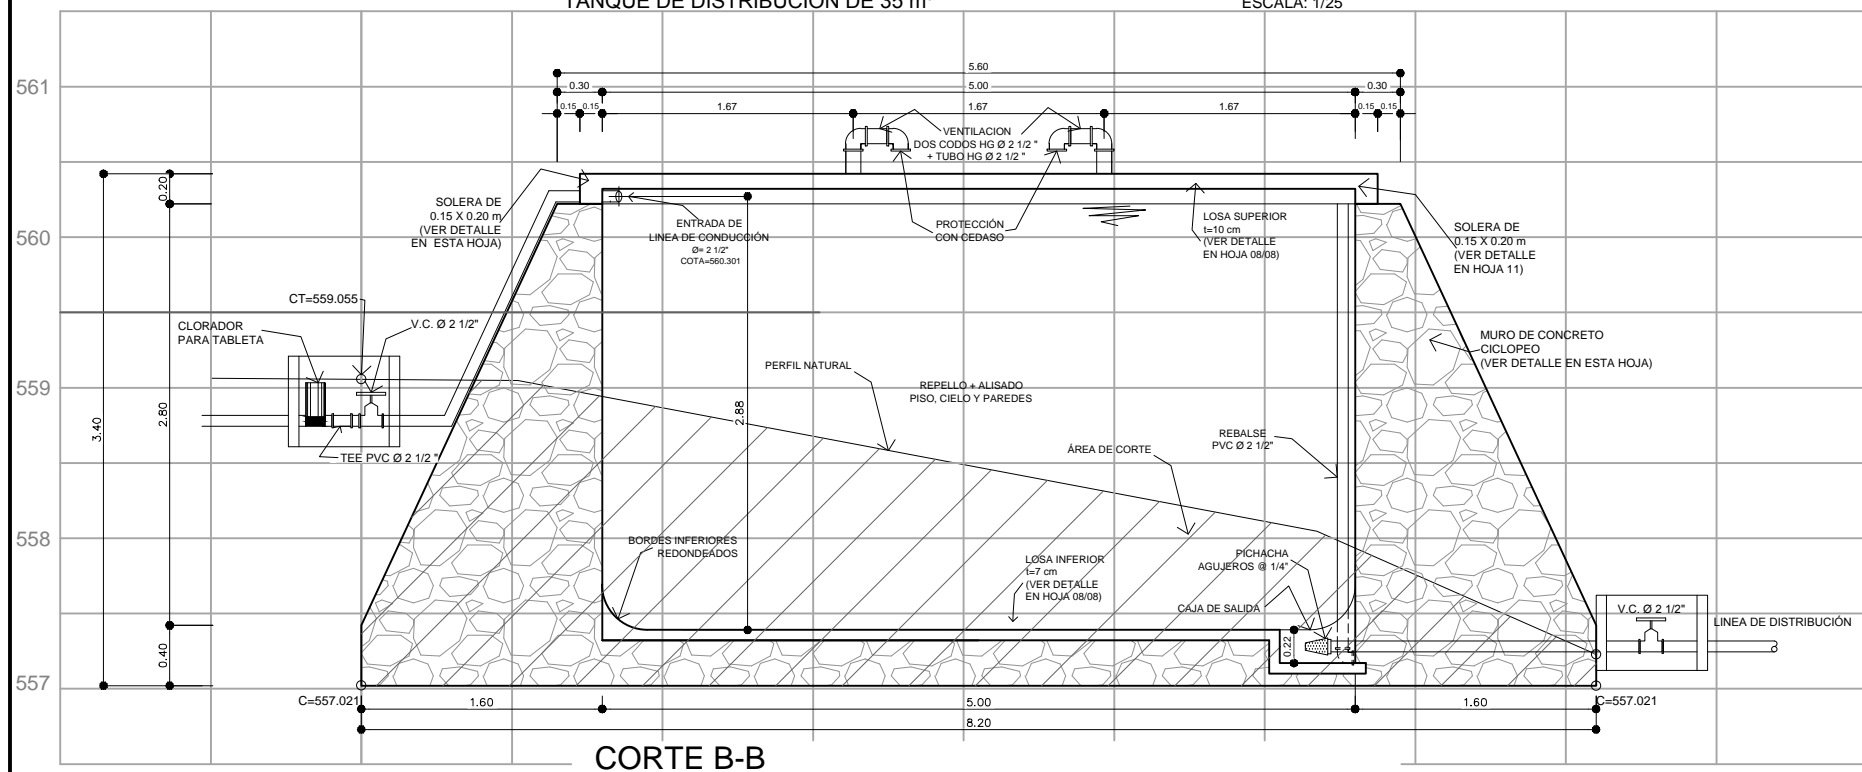 TANQUE DE DISTRIBUCIÓN DE 35 m³
ESCALA: 1/25
5.60
0.30
5.00
0.30
0.15
0.15
1.67
1.67
1.67
0.15
0.15
561
560
559
558
557
VENTILACION
DOS CODOS HG Ø 2 1/2 "
+ TUBO HG Ø 2 1/2 "
0.20
2.80
3.40
0.40
SOLERA DE
0.15 X 0.20 m
(VER DETALLE
EN ESTA HOJA)
ENTRADA DE
LINEA DE CONDUCCIÓN
Ø= 2 1/2"
COTA=560.301
PROTECCIÓN
CON CEDASO
LOSA SUPERIOR
t=10 cm
(VER DETALLE
EN HOJA 08/08)
SOLERA DE
0.15 X 0.20 m
(VER DETALLE
EN HOJA 11)
CT=559.055
V.C. Ø 2 1/2"
CLORADOR
PARA TABLETA
TEE PVC Ø 2 1/2 "
MURO DE CONCRETO
CICLOPEO
(VER DETALLE EN ESTA HOJA)
PERFIL NATURAL
REPELLO + ALISADO
PISO, CIELO Y PAREDES
2.88
REBALSE
PVC Ø 2 1/2"
ÁREA DE CORTE
BORDES INFERIORES
REDONDEADOS
LOSA INFERIOR
t=7 cm
(VER DETALLE
EN HOJA 08/08)
PICHACHA
AGUJEROS @ 1/4"
CAJA DE SALIDA
0.22
V.C. Ø 2 1/2"
LINEA DE DISTRIBUCIÓN
C=557.021
C=557.021
1.60
5.00
1.60
8.20
CORTE B-B